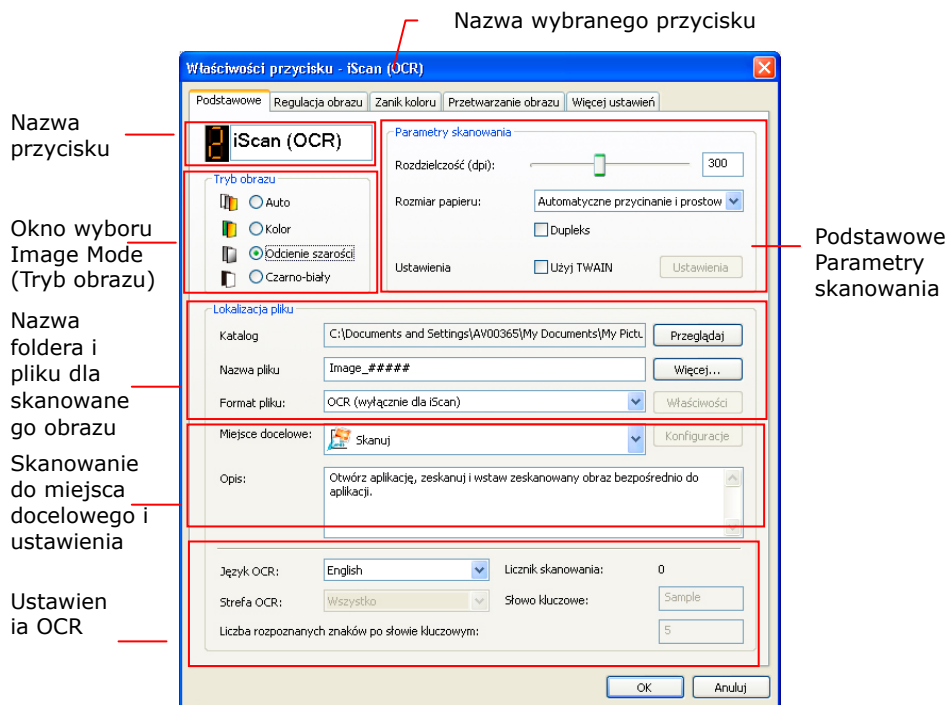 Nazwa wybranego przycisku
Właściwości przycisku - iScan (OCR)
Podstawowe
Regulacja obrazu
Zanik koloru
Przetwarzanie obrazu
Więcej ustawień
Nazwa
przycisku
2
iScan (OCR)
Tryb obrazu
Auto
Kolor
Odcienie szarości
Czarno-biały
Okno wyboru
Image Mode
(Tryb obrazu)
Parametry skanowania
Rozdzielczość (dpi):
300
Rozmiar papieru:
Automatyczne przycinanie i prostow
Dupleks
Ustawienia
Użyj TWAIN
Ustawienia
Podstawowe
Parametry
skanowania
Nazwa
foldera i
pliku dla
skanowane
go obrazu
Lokalizacja pliku
Katalog
C:\Documents and Settings\AV00365\My Documents\My Pictu
Przeglądaj
Nazwa pliku
Image_#####
Więcej...
Format pliku:
OCR (wyłącznie dla iScan)
Właściwości
Skanowanie
do miejsca
docelowego i
ustawienia
Miejsce docelowe:
Skanuj
Konfiguracje
Opis:
Otwórz aplikację, zeskanuj i wstaw zeskanowany obraz bezpośrednio do
aplikacji.
Ustawien
ia OCR
Język OCR:
English
Licznik skanowania:
0
Strefa OCR:
Wszystko
Słowo kluczowe:
Sample
Liczba rozpoznanych znaków po słowie kluczowym:
5
OK
Anuluj